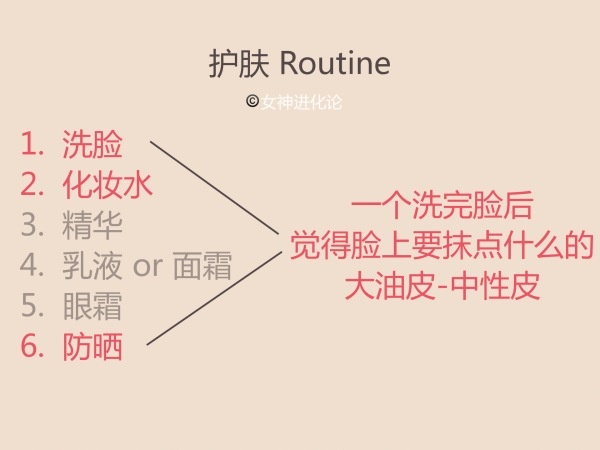 护肤 Routine
©女神进化论
1. 洗脸
2. 化妆水
3. 精华
4. 乳液 or 面霜
5. 眼霜
6. 防晒
一个洗完脸后
觉得脸上要抹点什么的
大油皮-中性皮